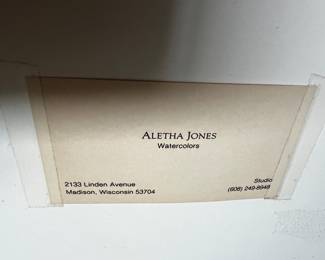 ALETHA JONES
Watercolors
2133 Linden Avenue
Madison, Wisconsin 53704
Studio
(608) 249-8948